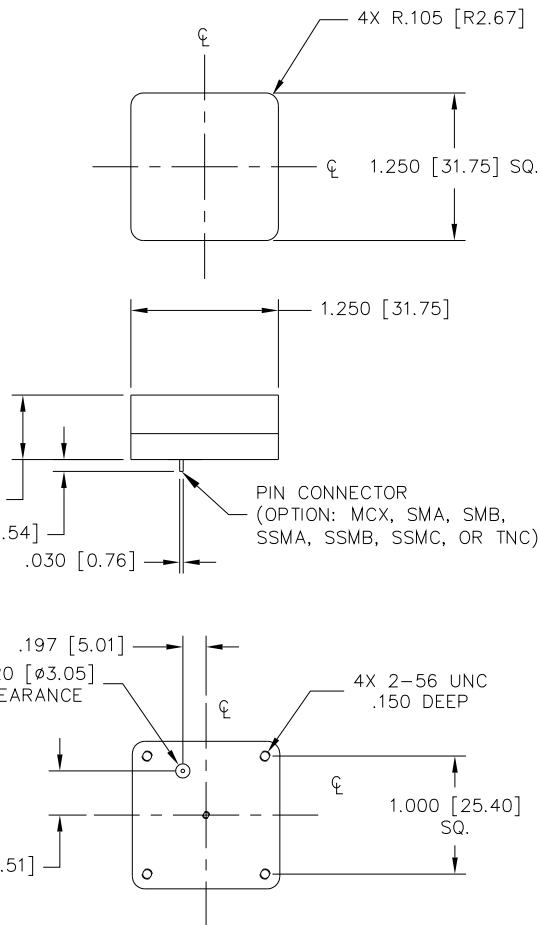 4X R.105 [R2.67]
℄
℄ 1.250 [31.75] SQ.
1.250 [31.75]
PIN CONNECTOR
(OPTION: MCX, SMA, SMB,
SSMA, SSMB, SSMC, OR TNC)
.54]
.030 [0.76]
.197 [5.01]
20 [ø3.05]
EARANCE
4X 2-56 UNC
.150 DEEP
℄
℄
1.000 [25.40]
SQ.
.51]